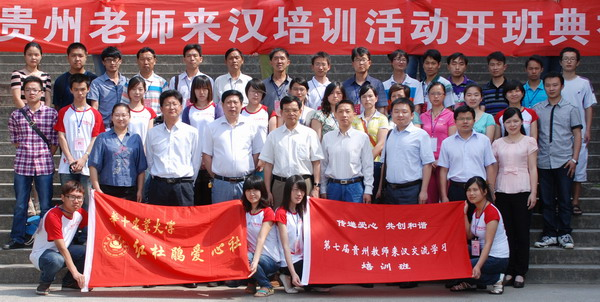 贵州老师来汉培训活动开班典
华中农业大学
红杜鹃爱心社
传递爱心 共创和谐
第七届贵州教师来汉交流学习
培训班